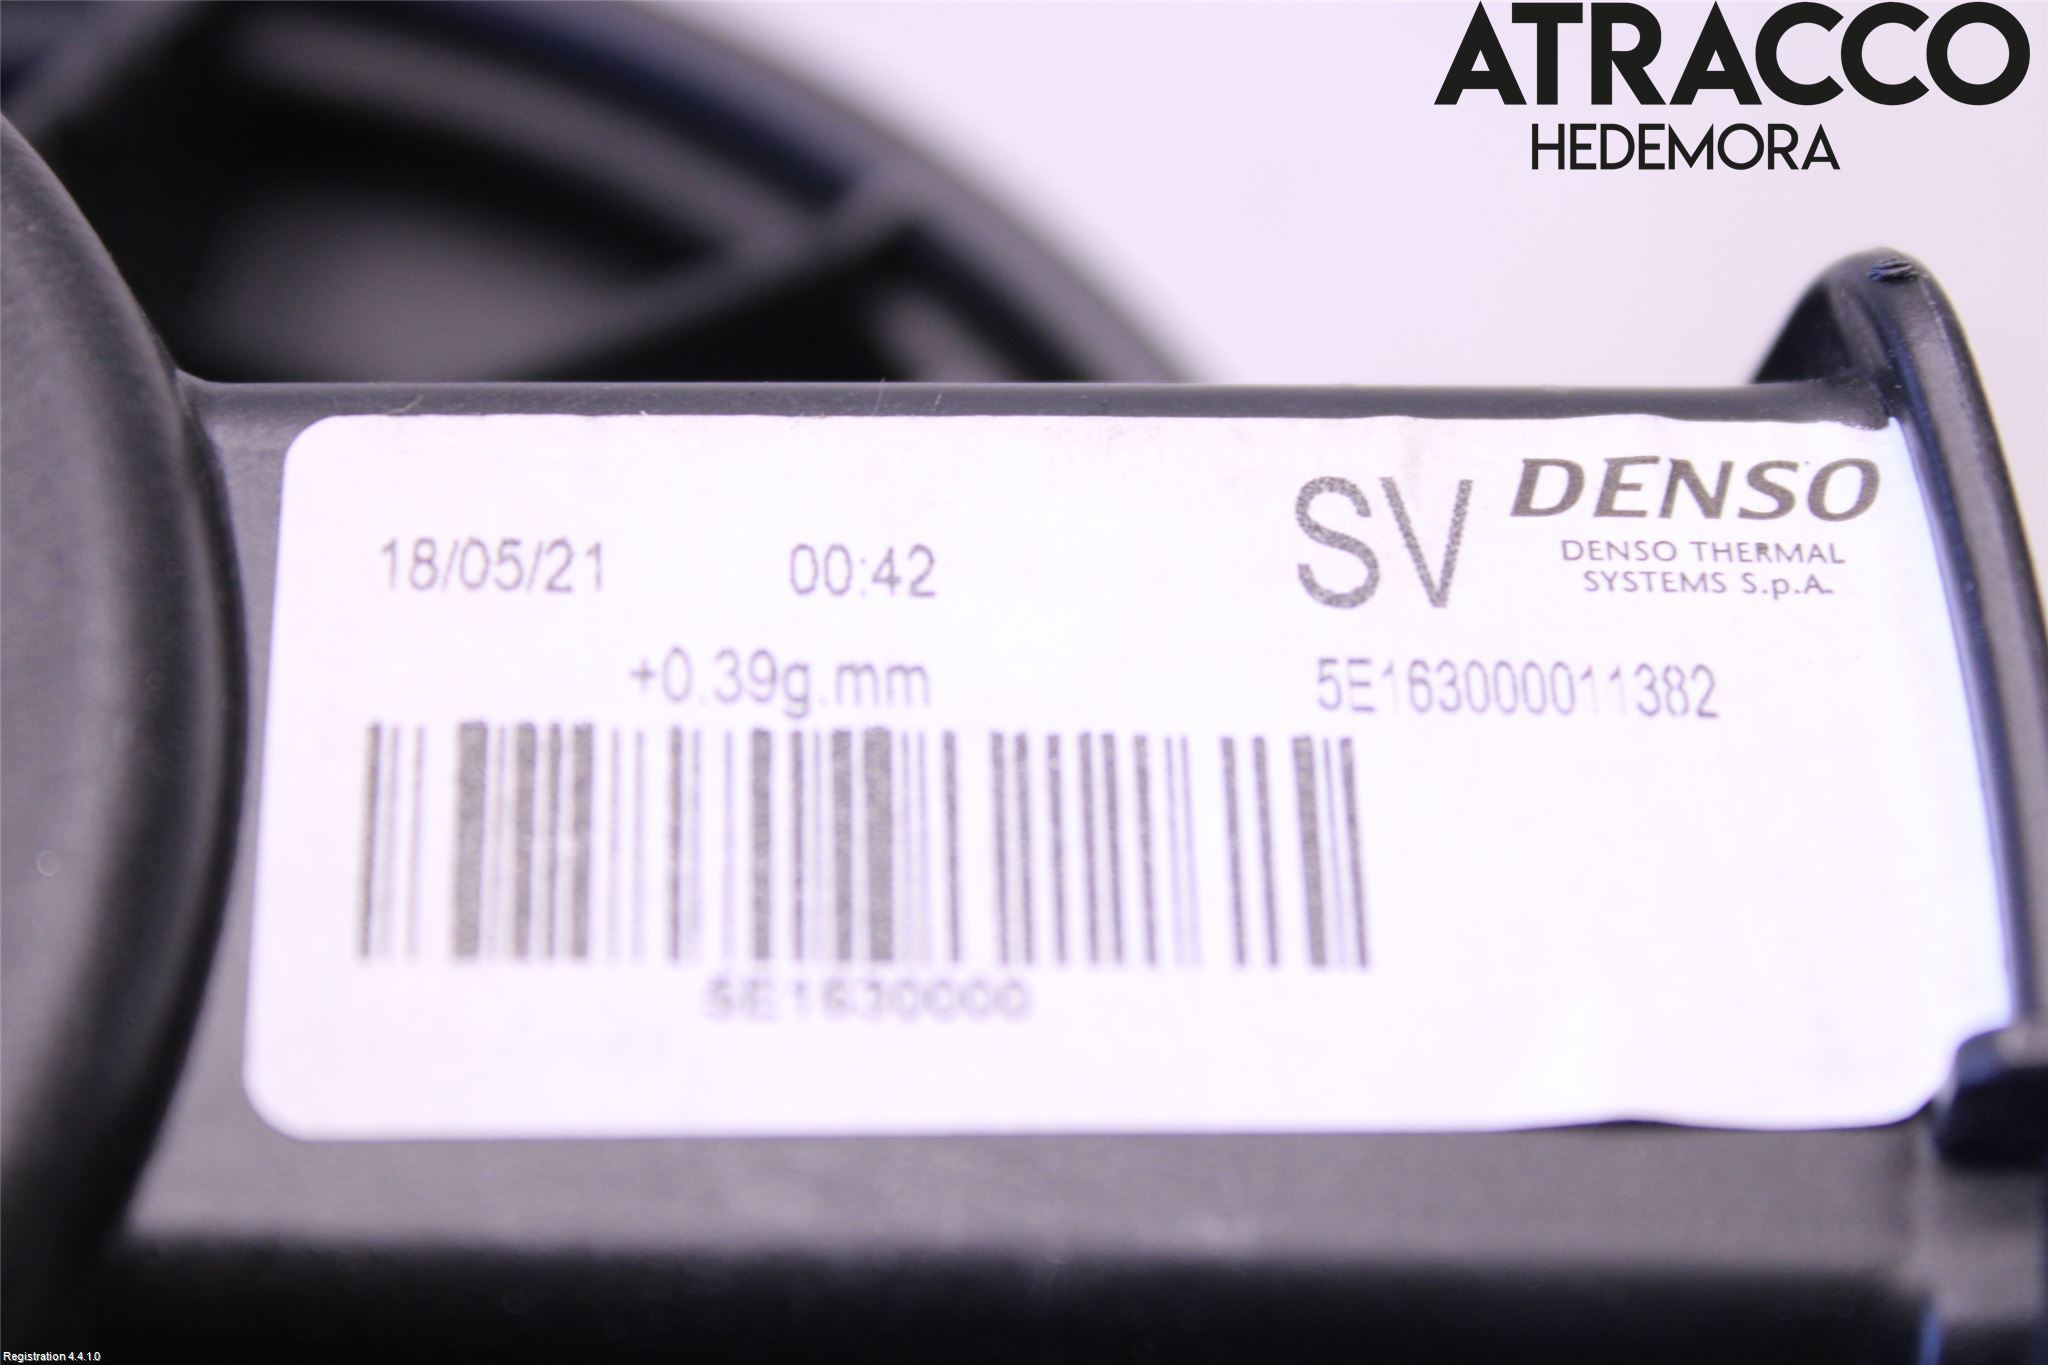 ATRACCO
HEDEMORA
SV DENSO
DENSO THERMAL
SYSTEMS S.p.A.
18/05/21 00:42
+0.39g.mm 5E163000011382
5E1630000
Registration 4.4.1.0